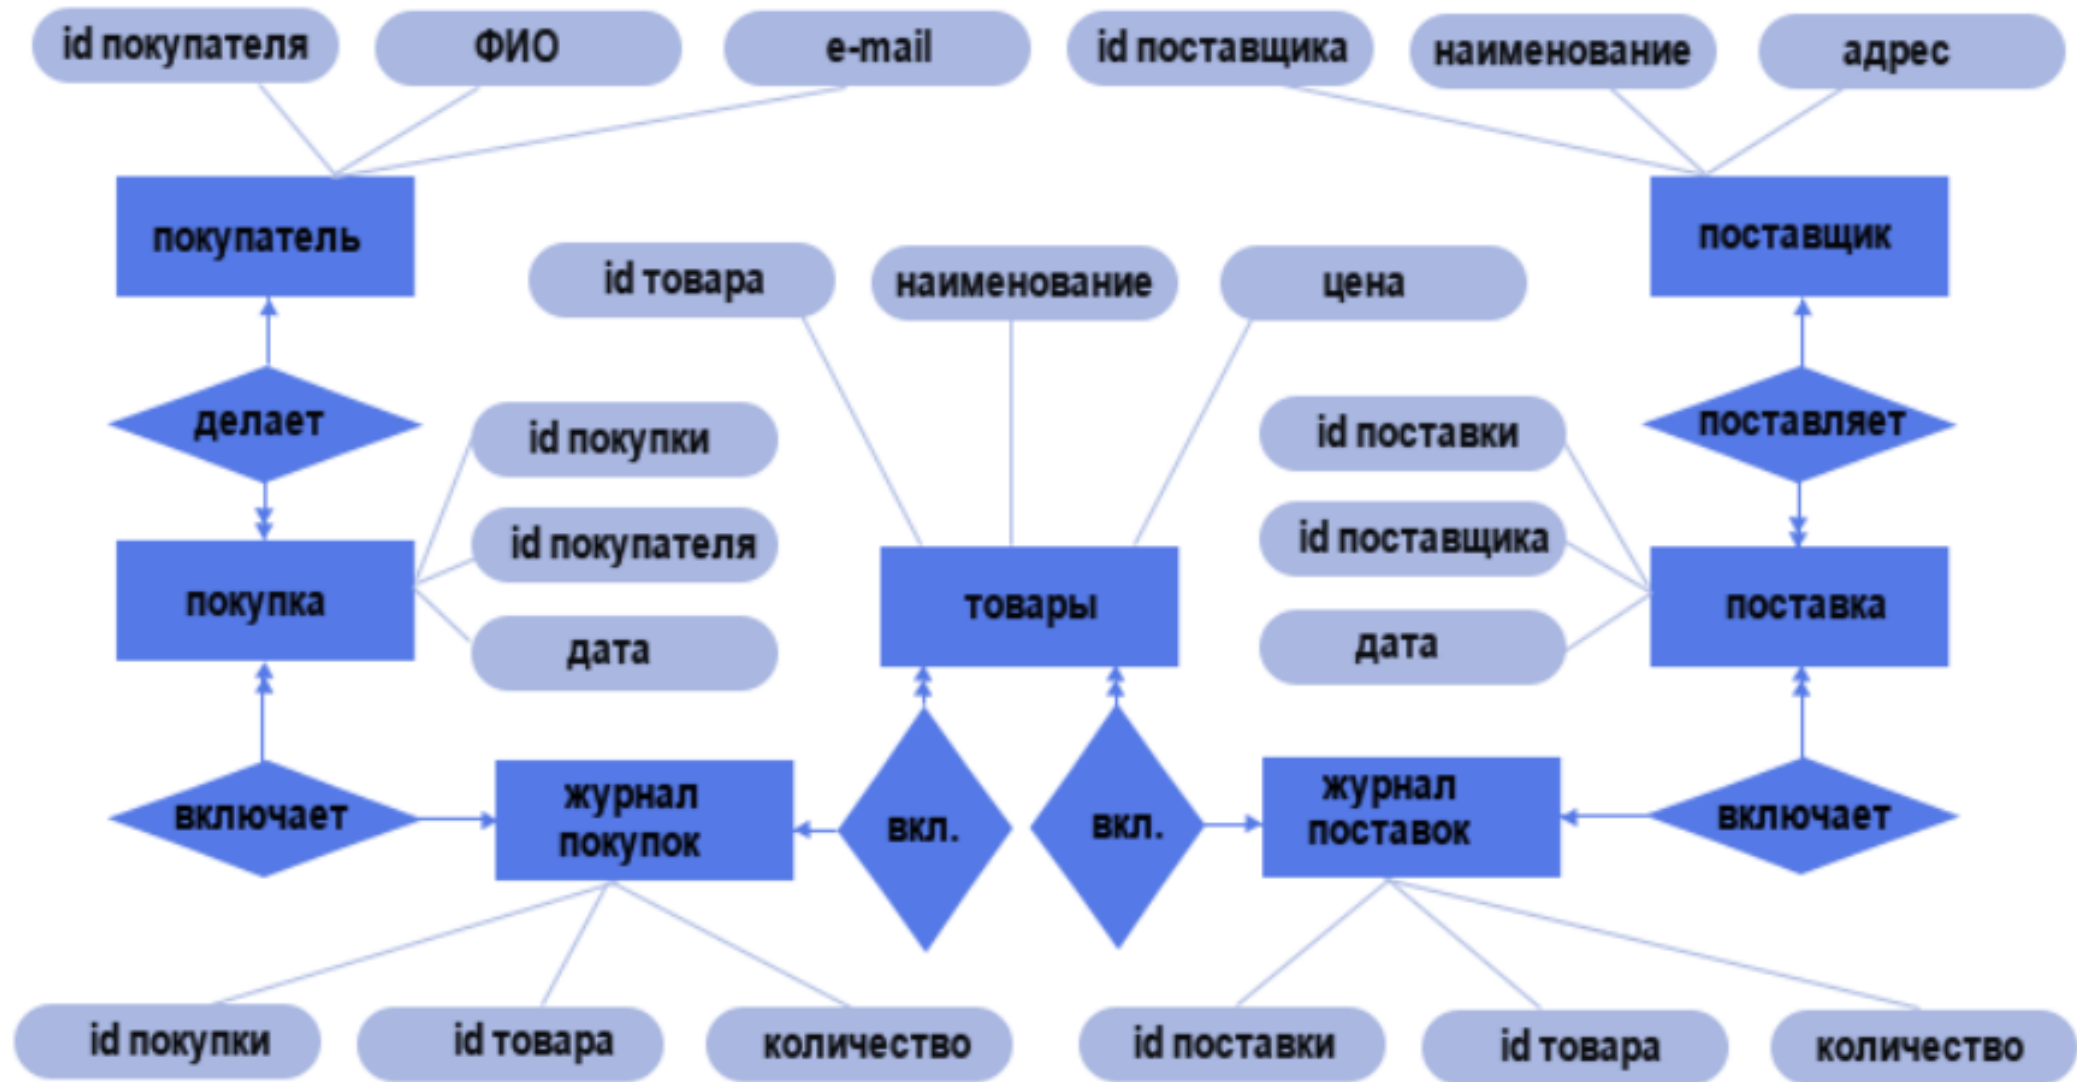 id покупателя
ФИО
e-mail
id поставщика
наименование
адрес
покупатель
поставщик
id товара
наименование
цена
делает
id покупки
id поставки
поставляет
id покупателя
id поставщика
покупка
товары
поставка
дата
дата
включает
журнал
покупок
вкл.
вкл.
журнал
поставок
включает
id покупки
id товара
количество
id поставки
id товара
количество